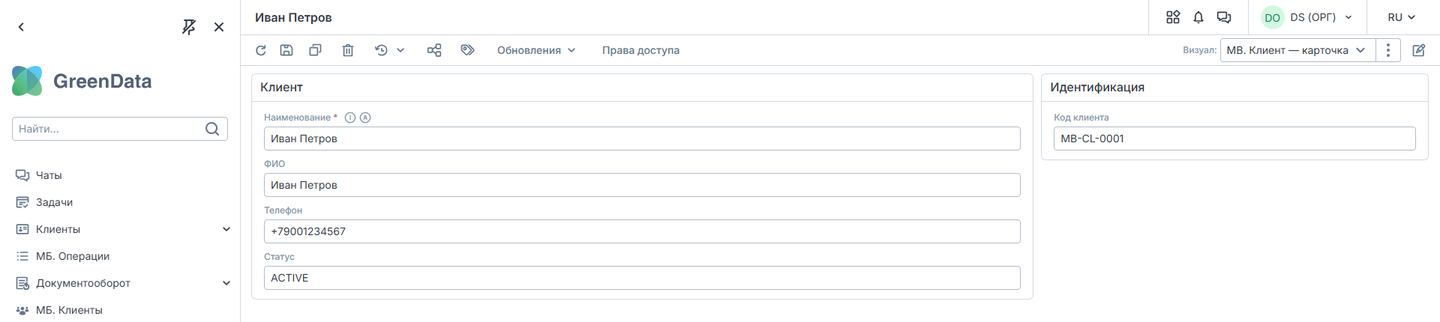 Иван Петров
DO DS (ОРГ) RU
Обновления Права доступа Визуал: МВ. Клиент — карточка
GreenData
Найти...
Чаты
Задачи
Клиенты
МБ. Операции
Документооборот
МБ. Клиенты
Клиент
Наименование *
Иван Петров
ФИО
Иван Петров
Телефон
+79001234567
Статус
ACTIVE
Идентификация
Код клиента
MB-CL-0001